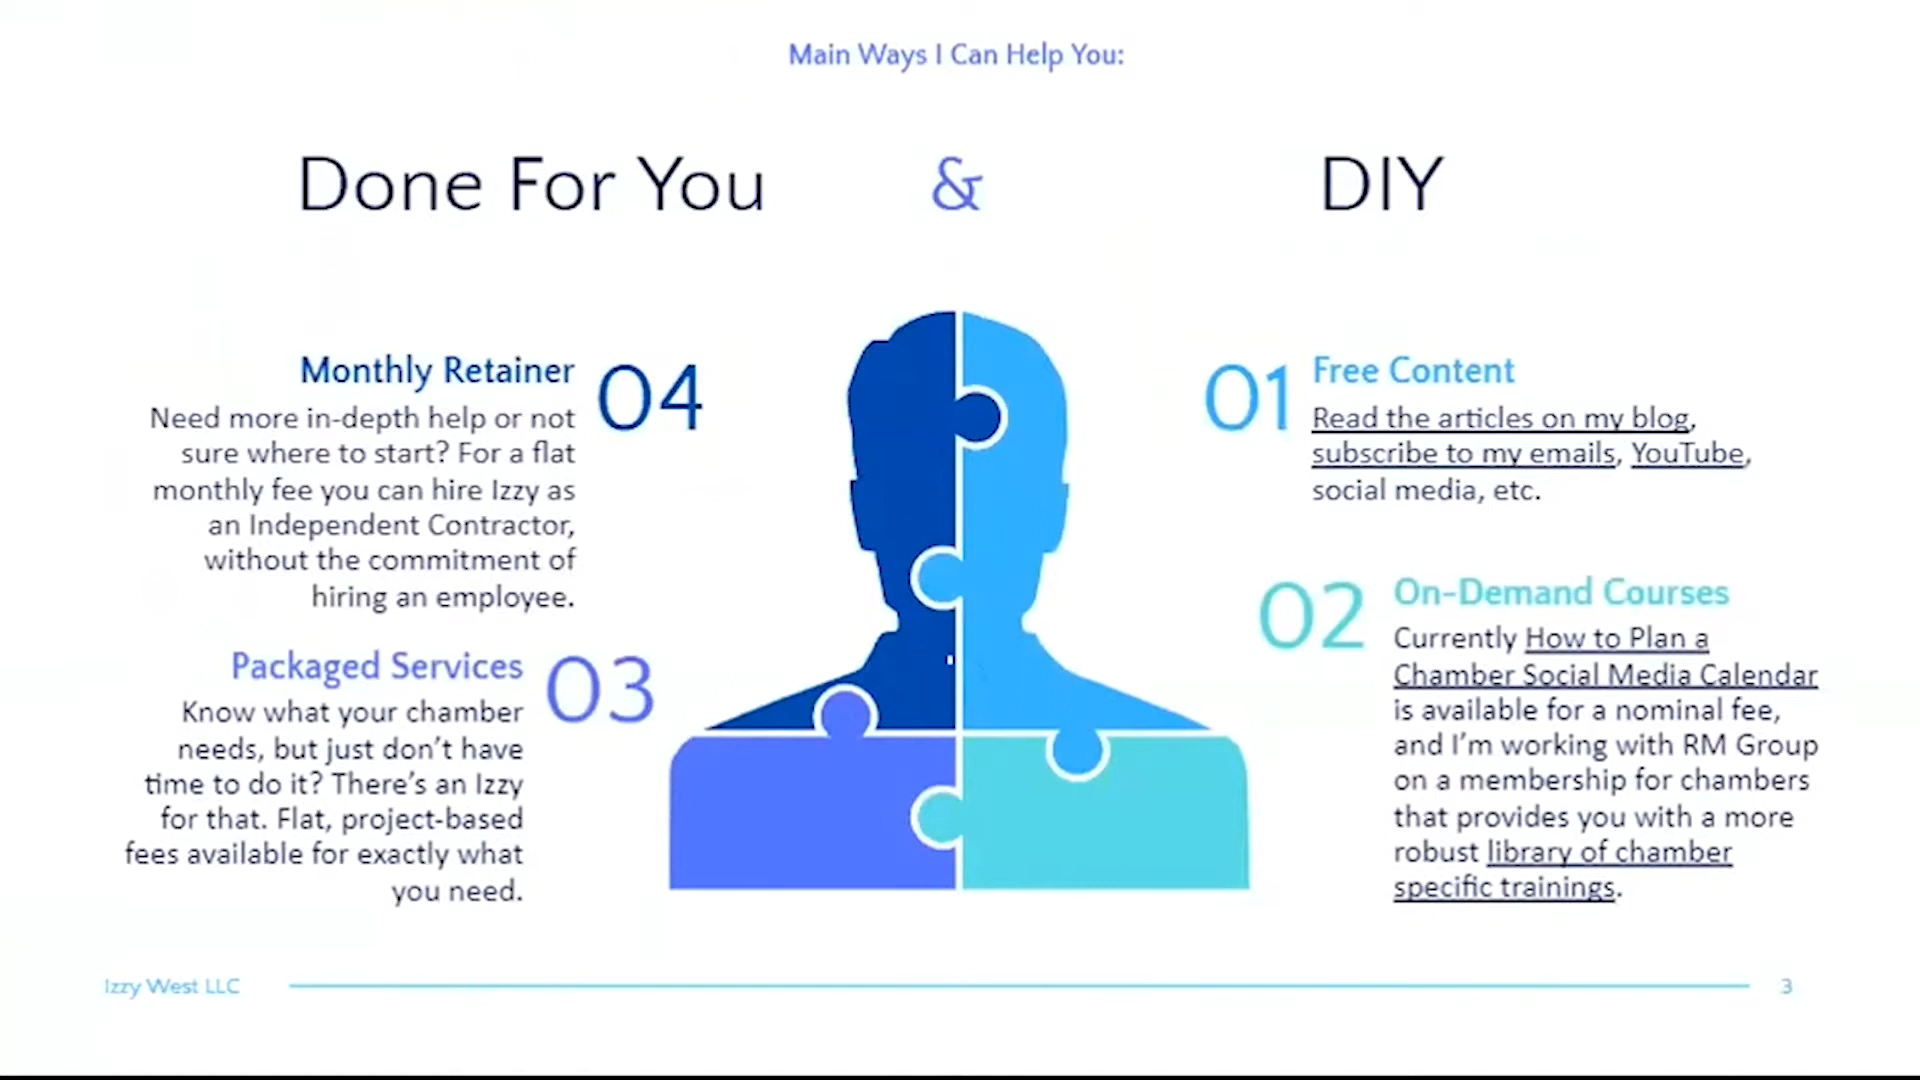 Main Ways I Can Help You:
Done For You & DIY
Monthly Retainer
04
Need more in-depth help or not
sure where to start? For a flat
monthly fee you can hire Izzy as
an Independent Contractor,
without the commitment of
hiring an employee.
Packaged Services
03
Know what your chamber
needs, but just don’t have
time to do it? There’s an Izzy
for that. Flat, project-based
fees available for exactly what
you need.
01
Free Content
Read the articles on my blog,
subscribe to my emails, YouTube,
social media, etc.
02
On-Demand Courses
Currently How to Plan a
Chamber Social Media Calendar
is available for a nominal fee,
and I’m working with RM Group
on a membership for chambers
that provides you with a more
robust library of chamber
specific trainings.
Izzy West LLC
3